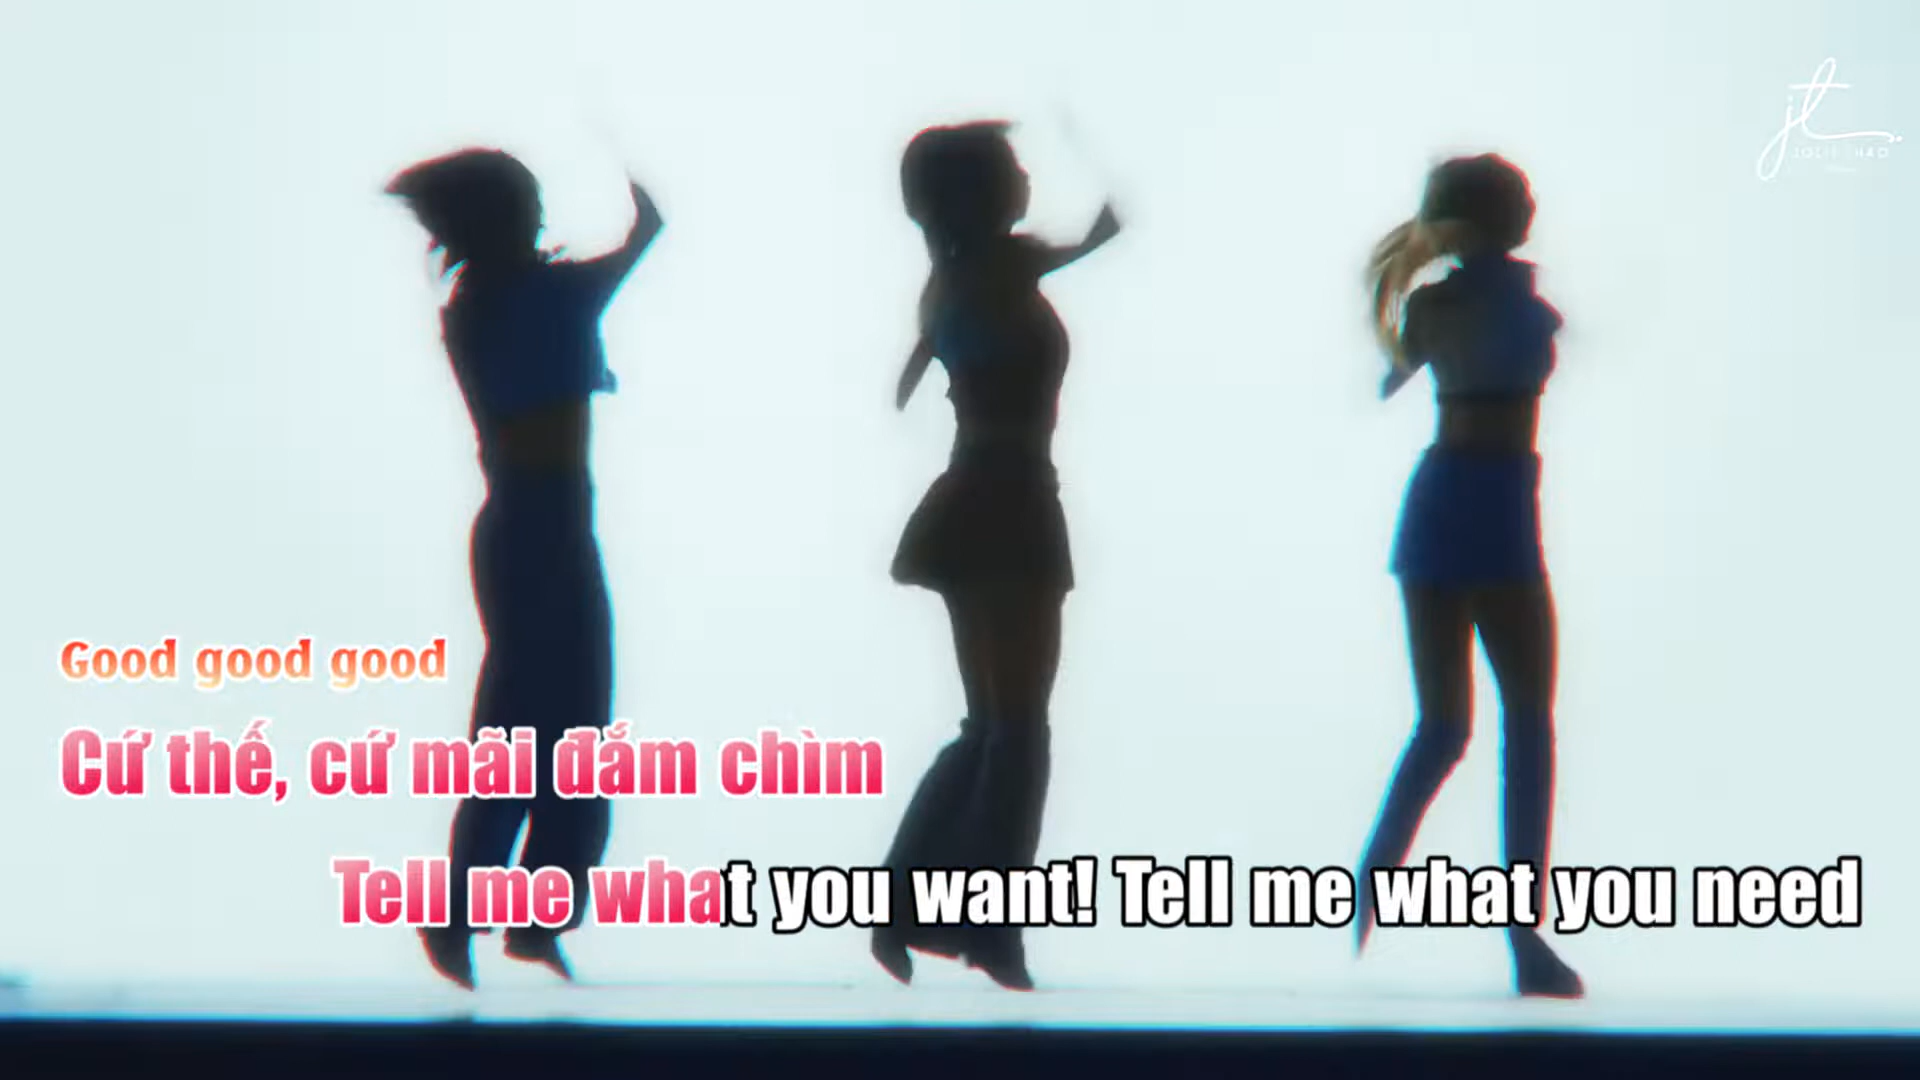 jt
Good good good
Cứ thế, cứ mãi đắm chìm
Tell me what you want! Tell me what you need